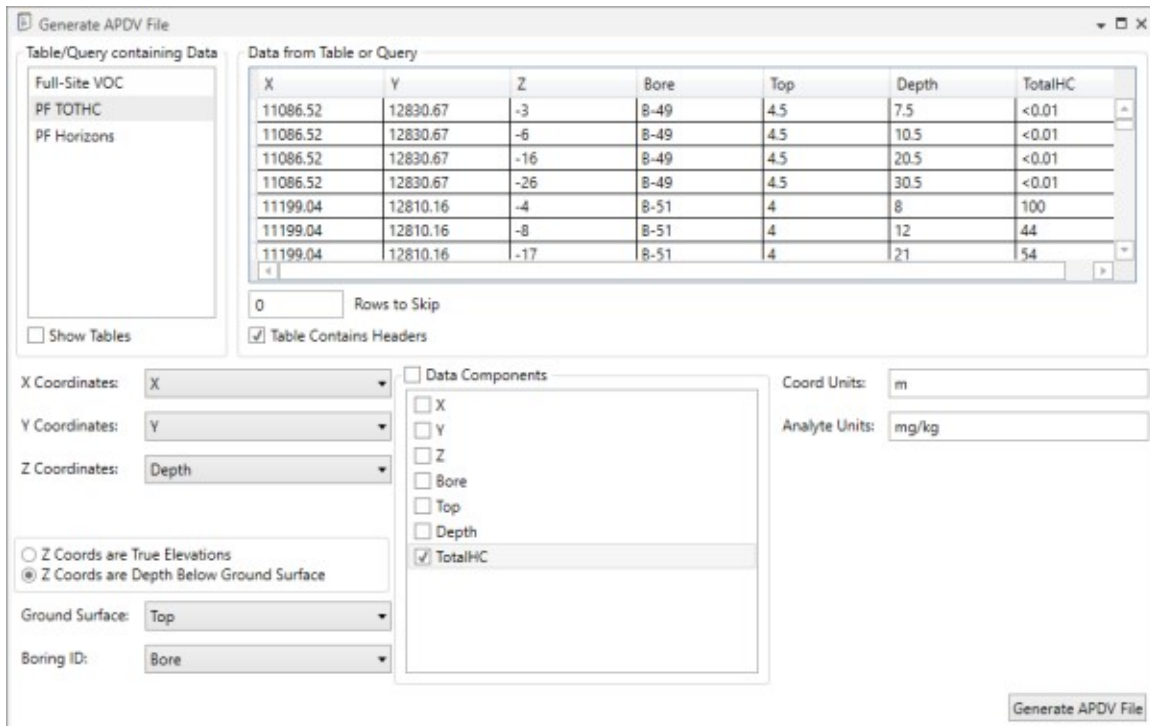 Generate APDV File
Table/Query containing Data
Full-Site VOC
PF TOTHC
PF Horizons
Show Tables
Data from Table or Query
X Y Z Bore Top Depth TotalHC
11086.52 12830.67 -3 B-49 4.5 7.5 <0.01
11086.52 12830.67 -6 B-49 4.5 10.5 <0.01
11086.52 12830.67 -16 B-49 4.5 20.5 <0.01
11086.52 12830.67 -26 B-49 4.5 30.5 <0.01
11199.04 12810.16 -4 B-51 4 8 100
11199.04 12810.16 -8 B-51 4 12 44
11199.04 12810.16 -17 B-51 4 21 54
0 Rows to Skip
Table Contains Headers
X Coordinates: X
Y Coordinates: Y
Z Coordinates: Depth
Z Coords are True Elevations
Z Coords are Depth Below Ground Surface
Ground Surface: Top
Boring ID: Bore
Data Components
X
Y
Z
Bore
Top
Depth
TotalHC
Coord Units: m
Analyte Units: mg/kg
Generate APDV File